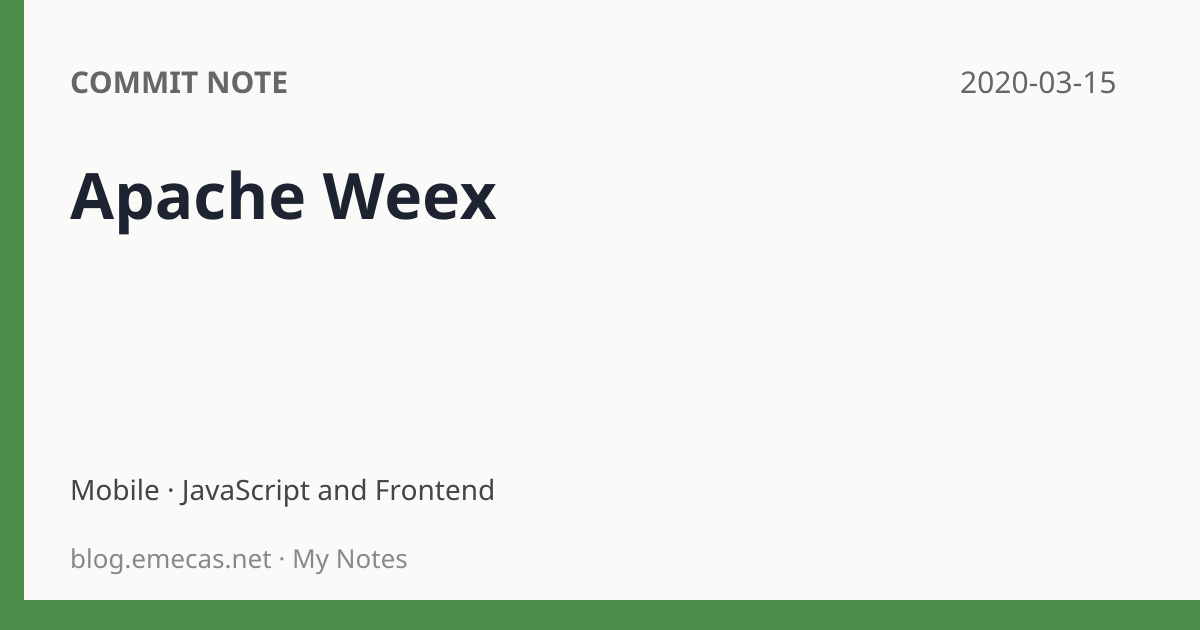 COMMIT NOTE
2020-03-15
Apache Weex
Mobile · JavaScript and Frontend
blog.emecas.net · My Notes